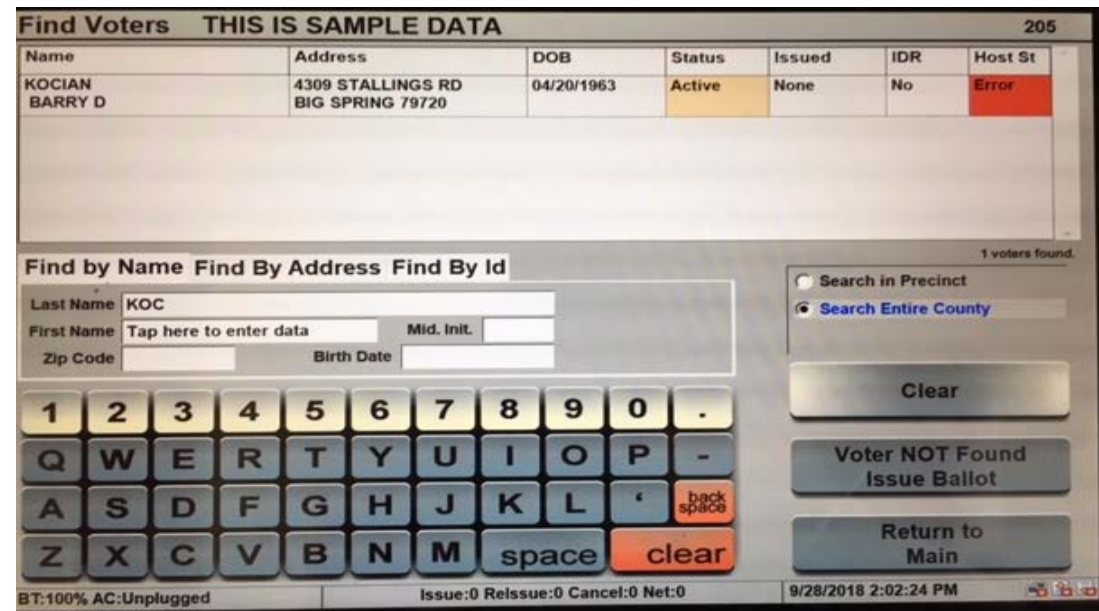 Find Voters THIS IS SAMPLE DATA 205
Name Address DOB Status Issued IDR Host St
KOCIAN 4309 STALLINGS RD 04/20/1963 Active None No Error
BARRY D BIG SPRING 79720
1 voters found.
Find by Name Find By Address Find By Id
Search in Precinct
Last Name KOC
Search Entire County
First Name Tap here to enter data Mid. Init.
Zip Code Birth Date
Clear
1 2 3 4 5 6 7 8 9 0 .
Q W E R T Y U I O P -
Voter NOT Found
Issue Ballot
A S D F G H J K L ‘ back
space
Z X C V B N M space clear
Return to
Main
BT:100% AC:Unplugged Issue:0 ReIssue:0 Cancel:0 Net:0 9/28/2018 2:02:24 PM